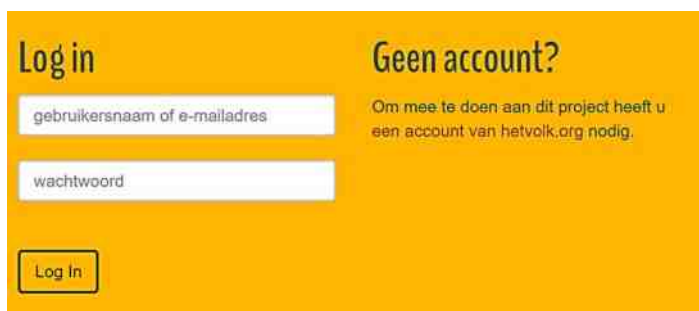 Log in
gebruikersnaam of e-mailadres
wachtwoord
Log In
Geen account?
Om mee te doen aan dit project heeft u
een account van hetvolk.org nodig.